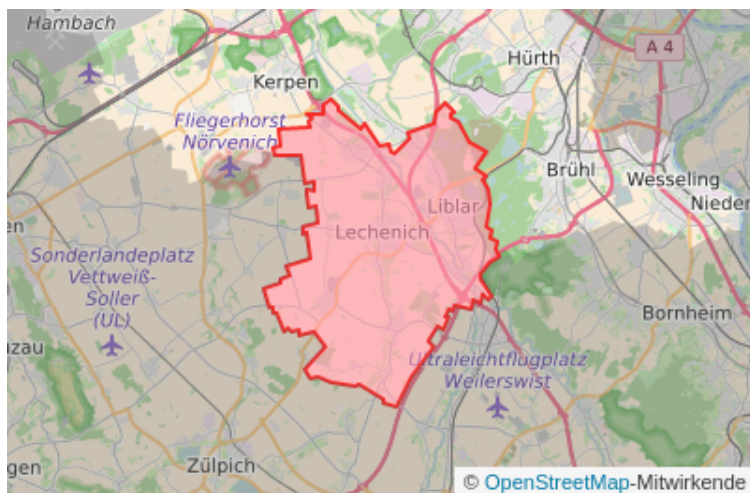 Hambach
A 4
Hürth
Kerpen
Fliegerhorst
Nörvenich
Brühl
Wesseling
Nieder
Liblar
Lechenich
en
Sonderlandeplatz
Vettweiß-
Soller
(UL)
Bornheim
nzau
Ultraleichtflugplatz
Weilerswist
Zülpich
gen
© OpenStreetMap-Mitwirkende